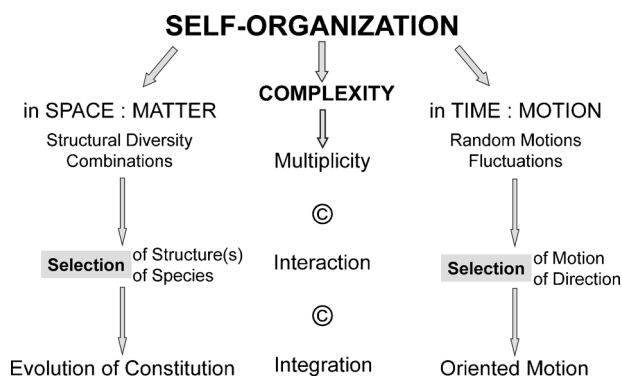 SELF-ORGANIZATION
in SPACE : MATTER
Structural Diversity
Combinations
Selection of Structure(s)
of Species
Evolution of Constitution
COMPLEXITY
Multiplicity
©
Interaction
©
Integration
in TIME : MOTION
Random Motions
Fluctuations
Selection of Motion
of Direction
Oriented Motion